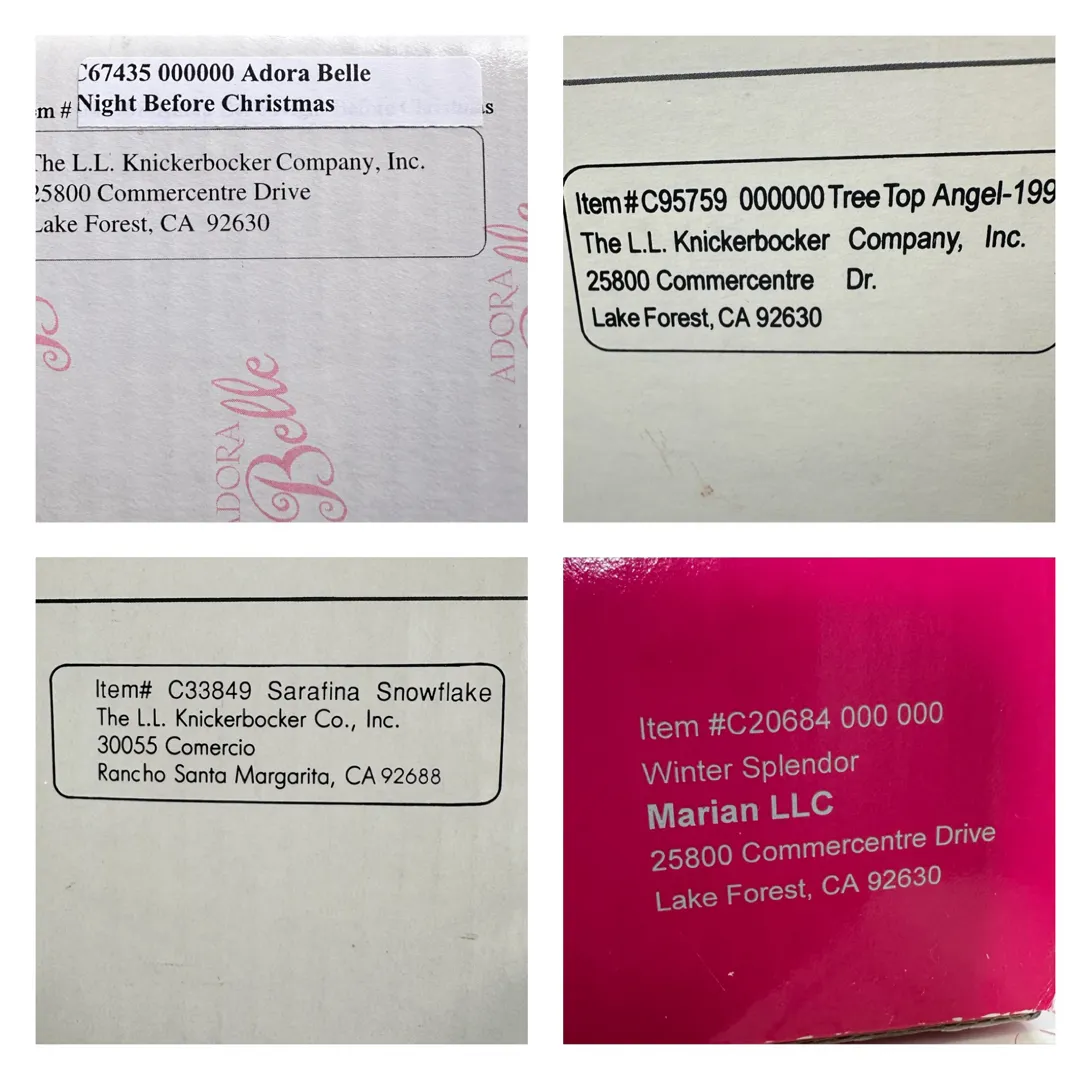 C67435 000000 Adora Belle
Night Before Christmas
em #
The L.L. Knickerbocker Company, Inc.
25800 Commercentre Drive
Lake Forest, CA 92630
ADORA
Belle
ADORA
Belle
Item#C95759 000000 Tree Top Angel-199
The L.L. Knickerbocker Company, Inc.
25800 Commercentre Dr.
Lake Forest, CA 92630
Item# C33849 Sarafina Snowflake
The L.L. Knickerbocker Co., Inc.
30055 Comercio
Rancho Santa Margarita, CA 92688
Item #C20684 000 000
Winter Splendor
Marian LLC
25800 Commercentre Drive
Lake Forest, CA 92630